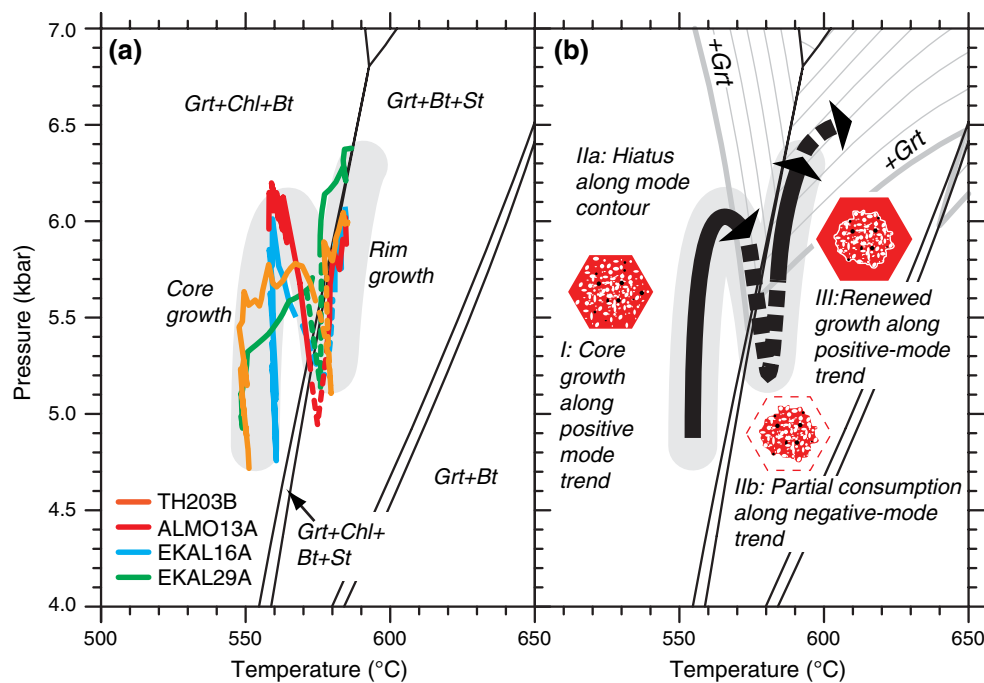 7.0
6.5
6.0
5.5
5.0
4.5
4.0
Pressure (kbar)
(a)
Grt+Chl+Bt
Grt+Bt+St
Core
growth
Rim
growth
TH203B
ALMO13A
EKAL16A
EKAL29A
Grt+Chl+
Bt+St
Grt+Bt
500
550
600
650
Temperature (°C)
(b)
+Grt
+Grt
IIa: Hiatus
along mode
contour
I: Core
growth
along
positive
mode
trend
III:Renewed
growth along
positive-mode
trend
IIb: Partial consumption
along negative-mode
trend
550
600
650
Temperature (°C)